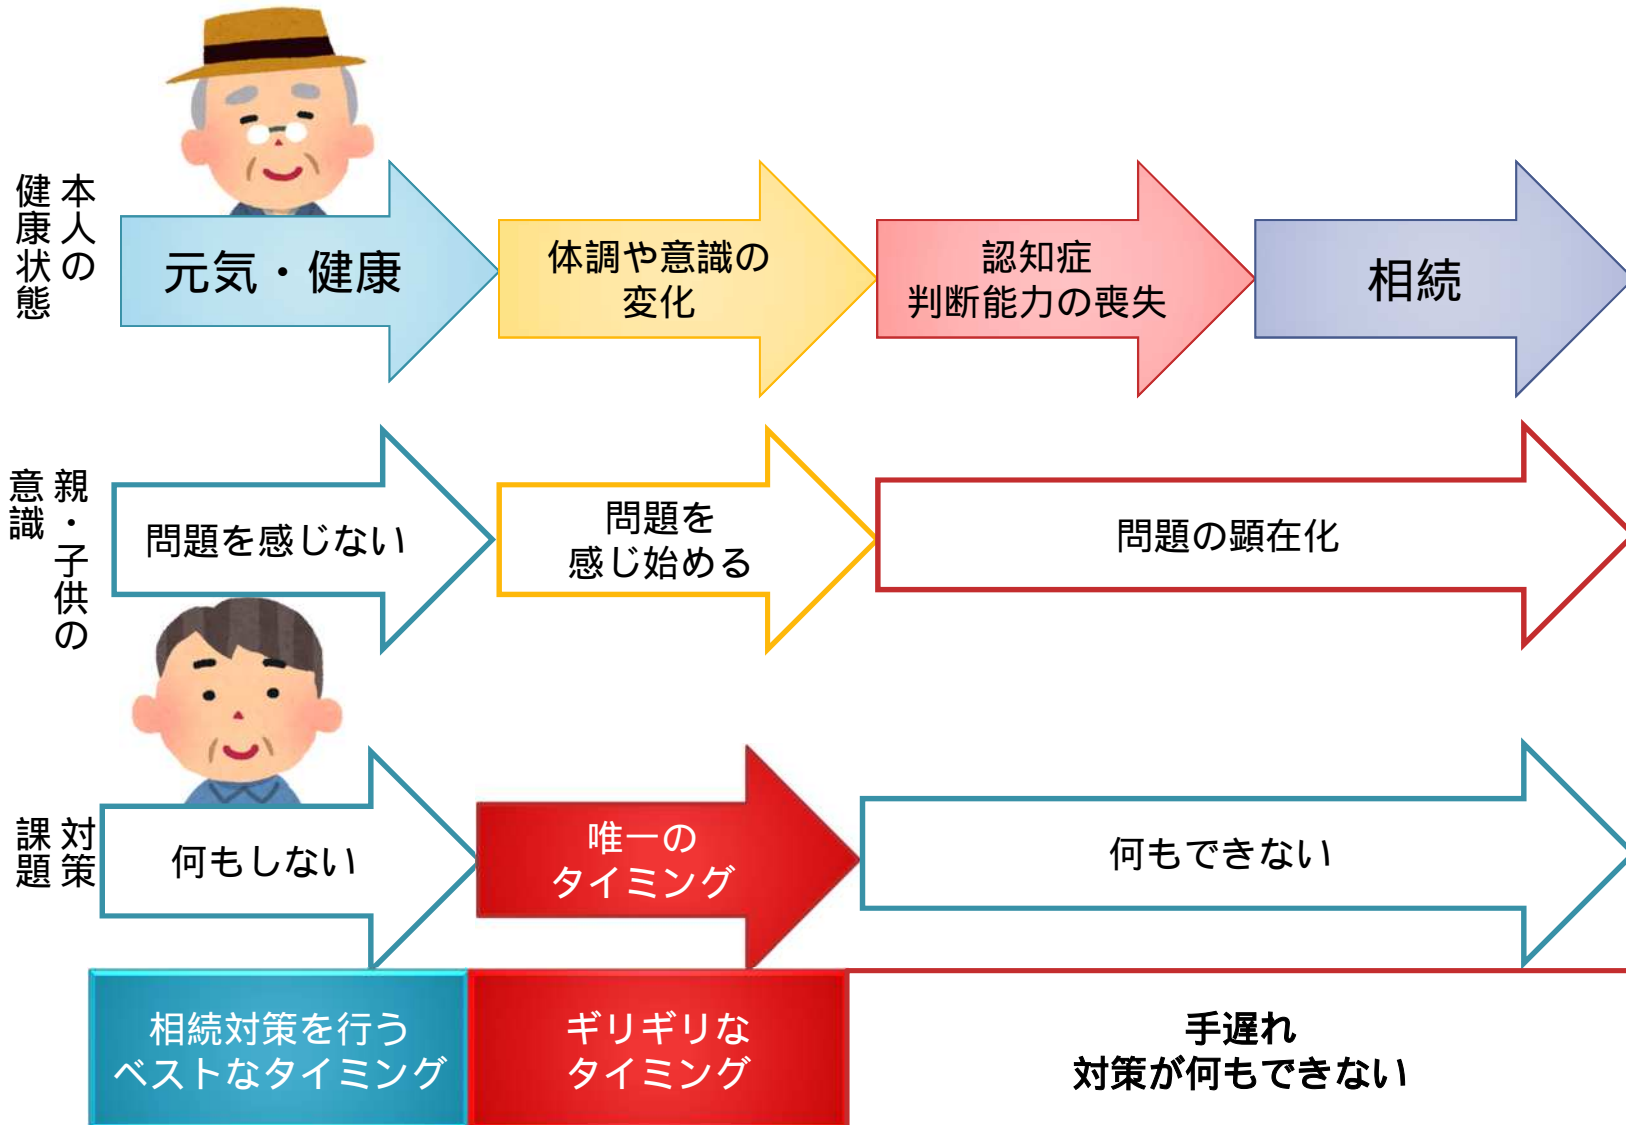 本人の
健康状態
元気・健康
体調や意識の
変化
認知症
判断能力の喪失
相続
親・子供の
意識
問題を感じない
問題を
感じ始める
問題の顕在化
対策
課題
何もしない
唯一の
タイミング
何もできない
相続対策を行う
ベストなタイミング
ギリギリな
タイミング
手遅れ
対策が何もできない